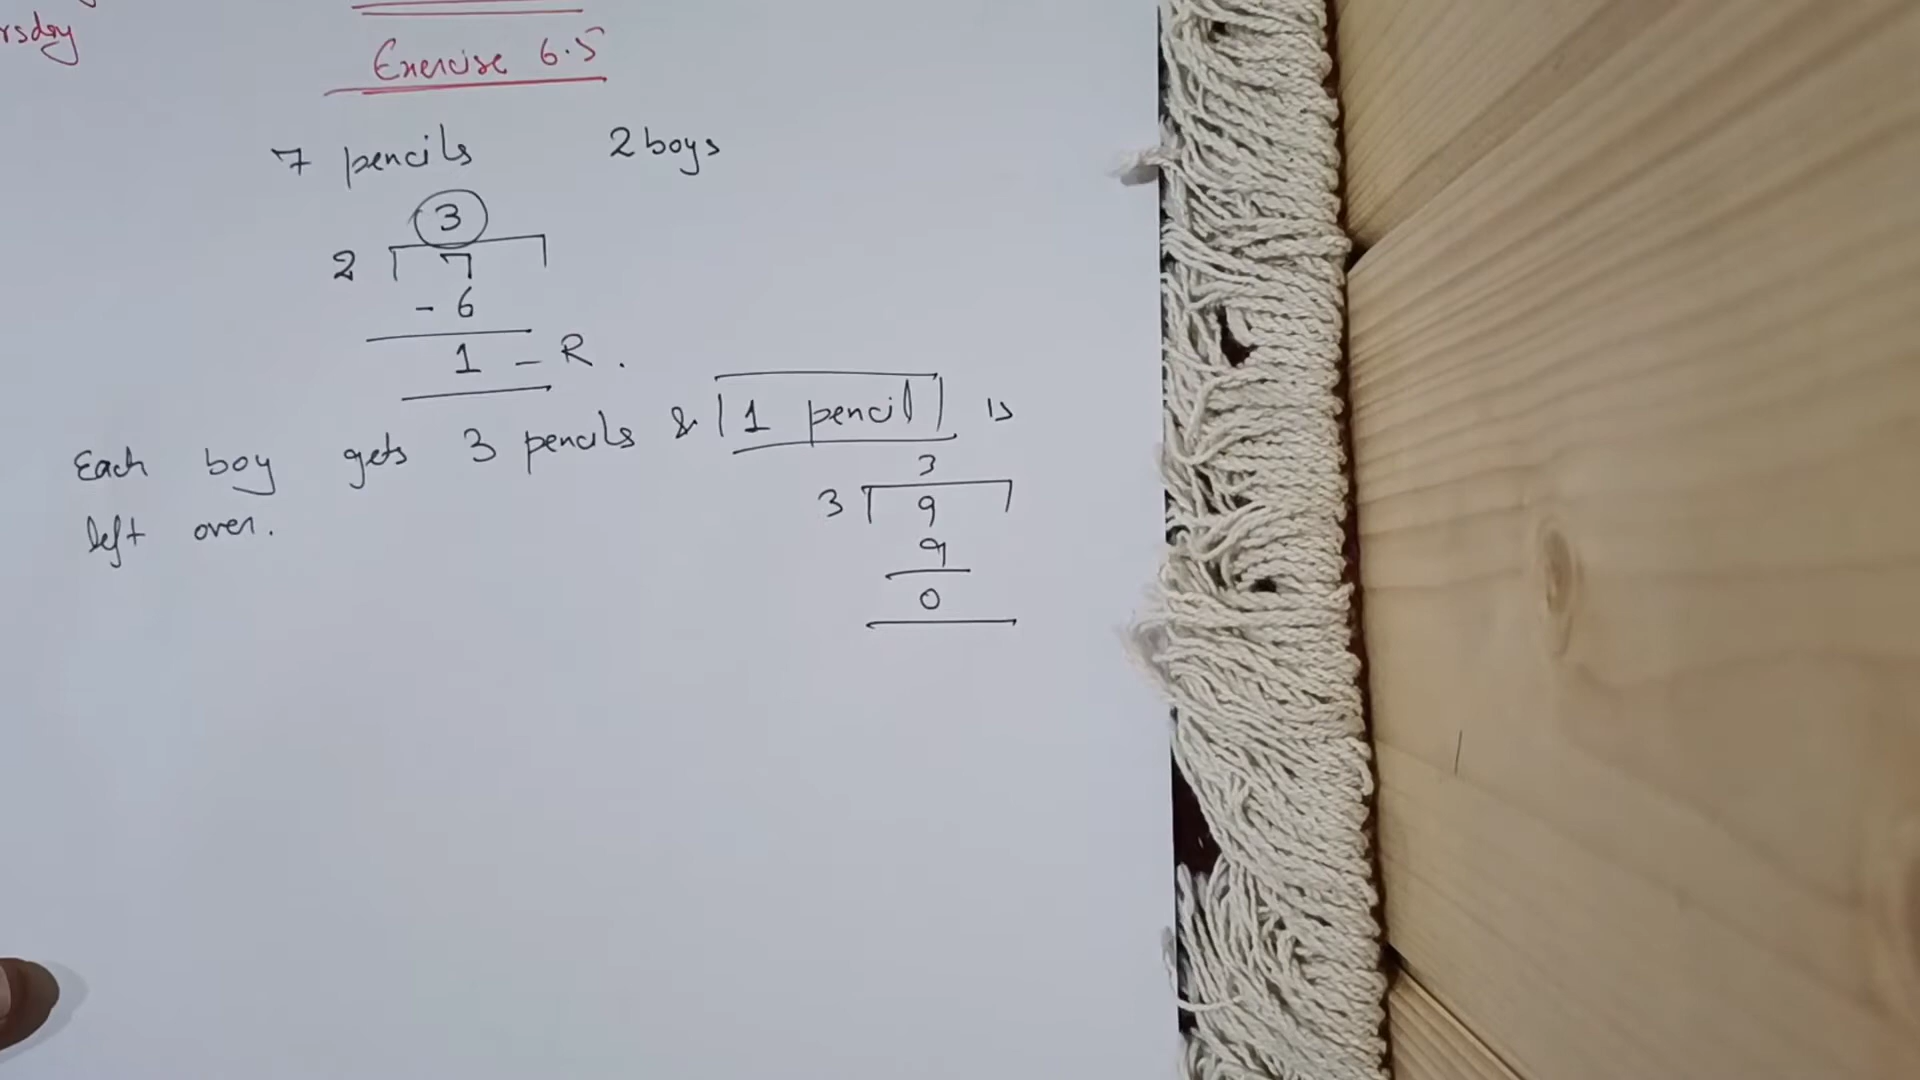 Exercise 6.5
7 pencils 2 boys
3
2 7
- 6
1 - R.
Each boy gets 3 pencils & 1 pencil is
left over.
3
3 9
9
0